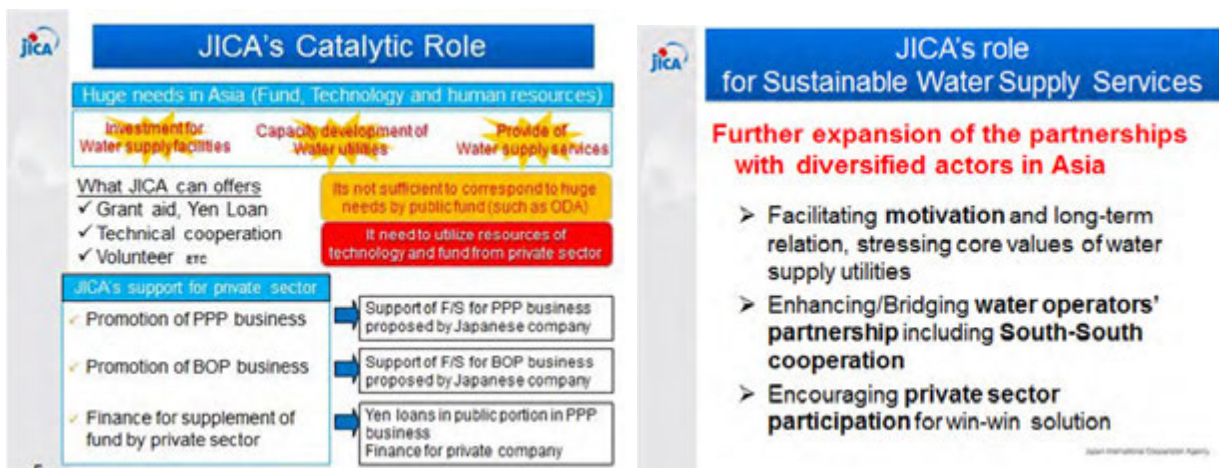 jica
JICA's Catalytic Role
Huge needs in Asia (Fund, Technology and human resources)
Investment for
Water supply facilities
Capacity development of
Water utilities
Provide of
Water supply services
What JICA can offers
✓ Grant aid, Yen Loan
✓ Technical cooperation
✓ Volunteer ETC
Its not sufficient to correspond to huge
needs by public fund (such as ODA)
It need to utilize resources of
technology and fund from private sector
JICA's support for private sector
✓ Promotion of PPP business
Support of F/S for PPP business
proposed by Japanese company
✓ Promotion of BOP business
Support of F/S for BOP business
proposed by Japanese company
✓ Finance for supplement of
fund by private sector
Yen loans in public portion in PPP
business
Finance for private company
jica
JICA's role
for Sustainable Water Supply Services
Further expansion of the partnerships
with diversified actors in Asia
➤ Facilitating motivation and long-term
relation, stressing core values of water
supply utilities
➤ Enhancing/Bridging water operators'
partnership including South-South
cooperation
➤ Encouraging private sector
participation for win-win solution
Japan International Cooperation Agency